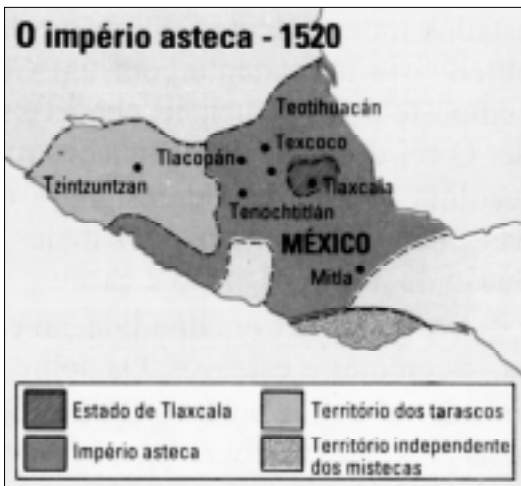 O império asteca - 1520
Teotihuacán
Texcoco
Tlacopán
Tzintzuntzan
Tlaxcala
Tenochtitlán
MÉXICO
Mitla
Estado de Tlaxcala
Território dos tarascos
Império asteca
Território independente
dos mistecas